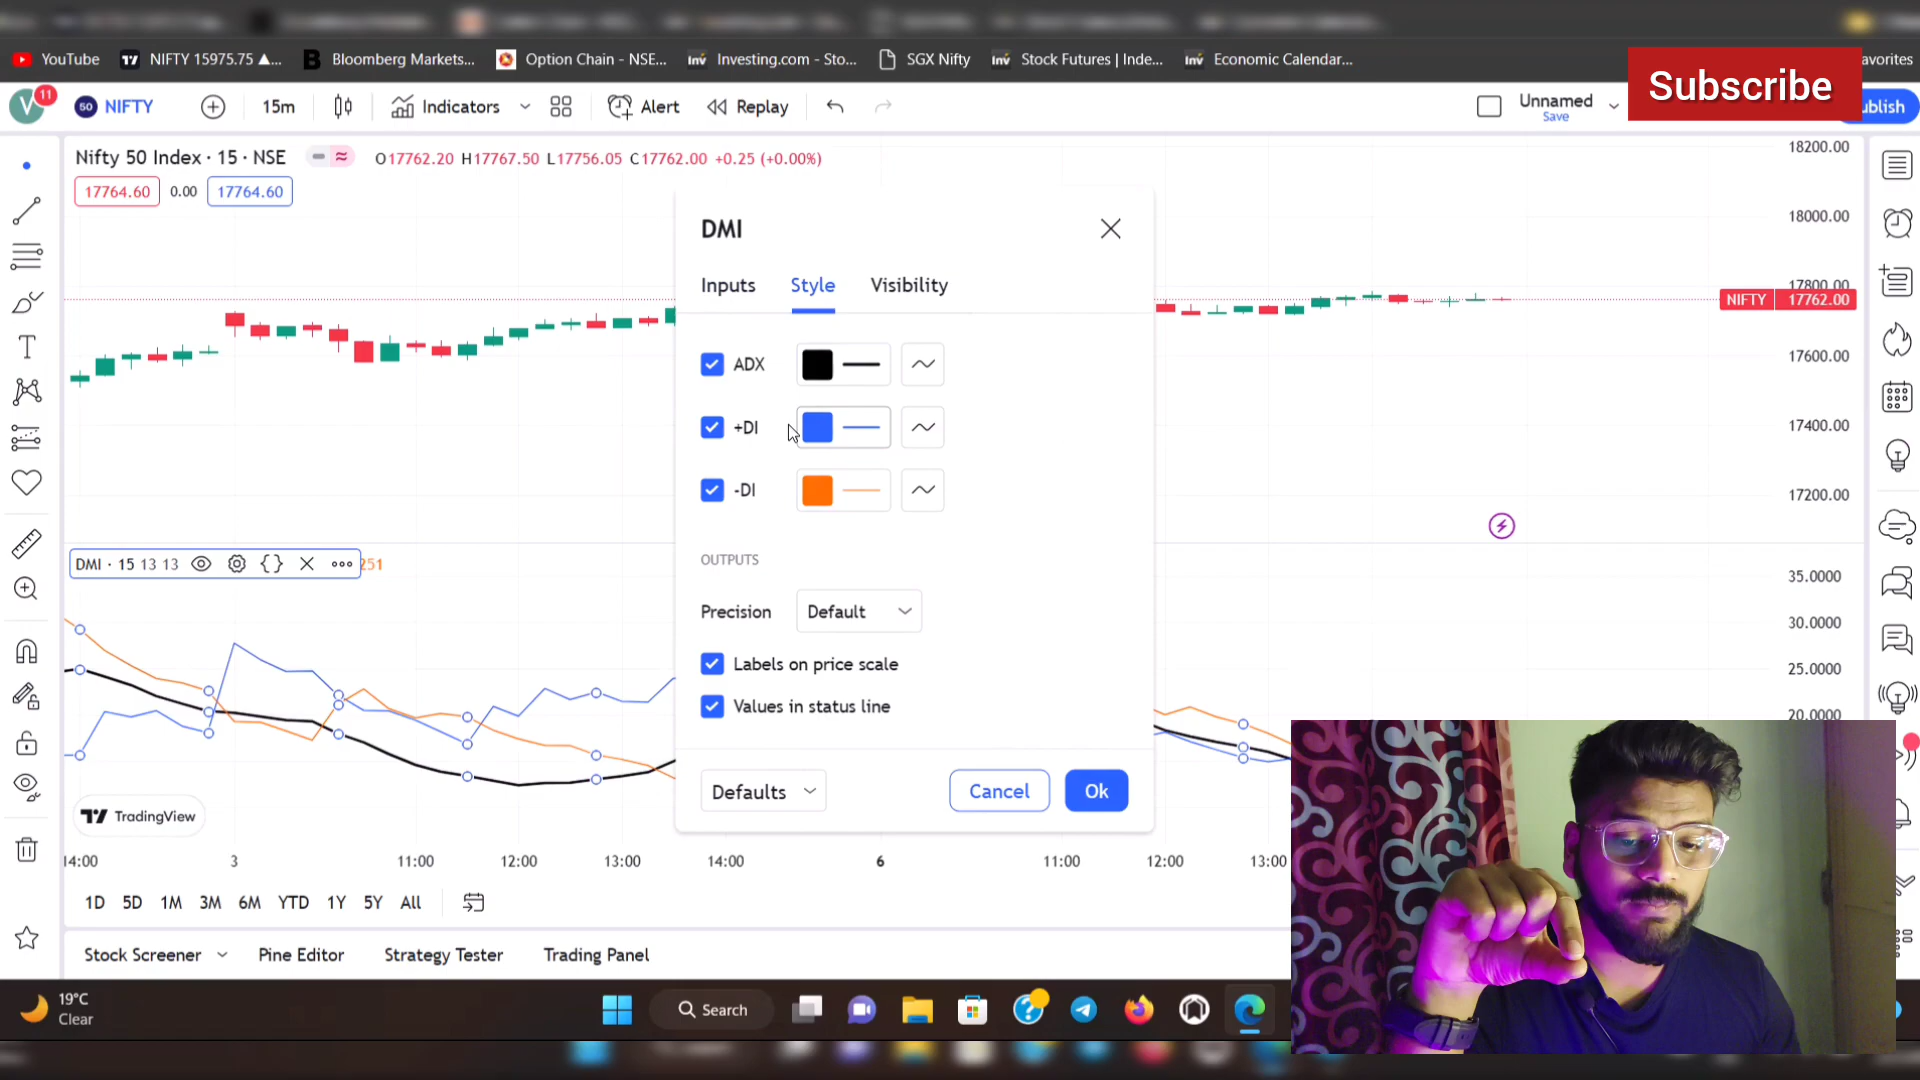 YouTube NIFTY 15975.75 ▲... Bloomberg Markets... Option Chain - NSE... Investing.com - Sto... SGX Nifty Stock Futures | Inde... Economic Calendar... avorites
Subscribe
V 11 50 NIFTY 15m Indicators Alert Replay Unnamed ublish
Save
Nifty 50 Index · 15 · NSE O17762.20 H17767.50 L17756.05 C17762.00 +0.25 (+0.00%)
17764.60 0.00 17764.60
18200.00
18000.00
17800.00
NIFTY 17762.00
17600.00
17400.00
17200.00
DMI
Inputs Style Visibility
ADX
+DI
-DI
OUTPUTS
Precision Default
Labels on price scale
Values in status line
Defaults Cancel Ok
DMI · 15 13 13 251
35.0000
30.0000
25.0000
20.0000
TradingView
14:00 3 11:00 12:00 13:00 14:00 6 11:00 12:00 13:00
1D 5D 1M 3M 6M YTD 1Y 5Y All
Stock Screener Pine Editor Strategy Tester Trading Panel
19°C
Clear
Search